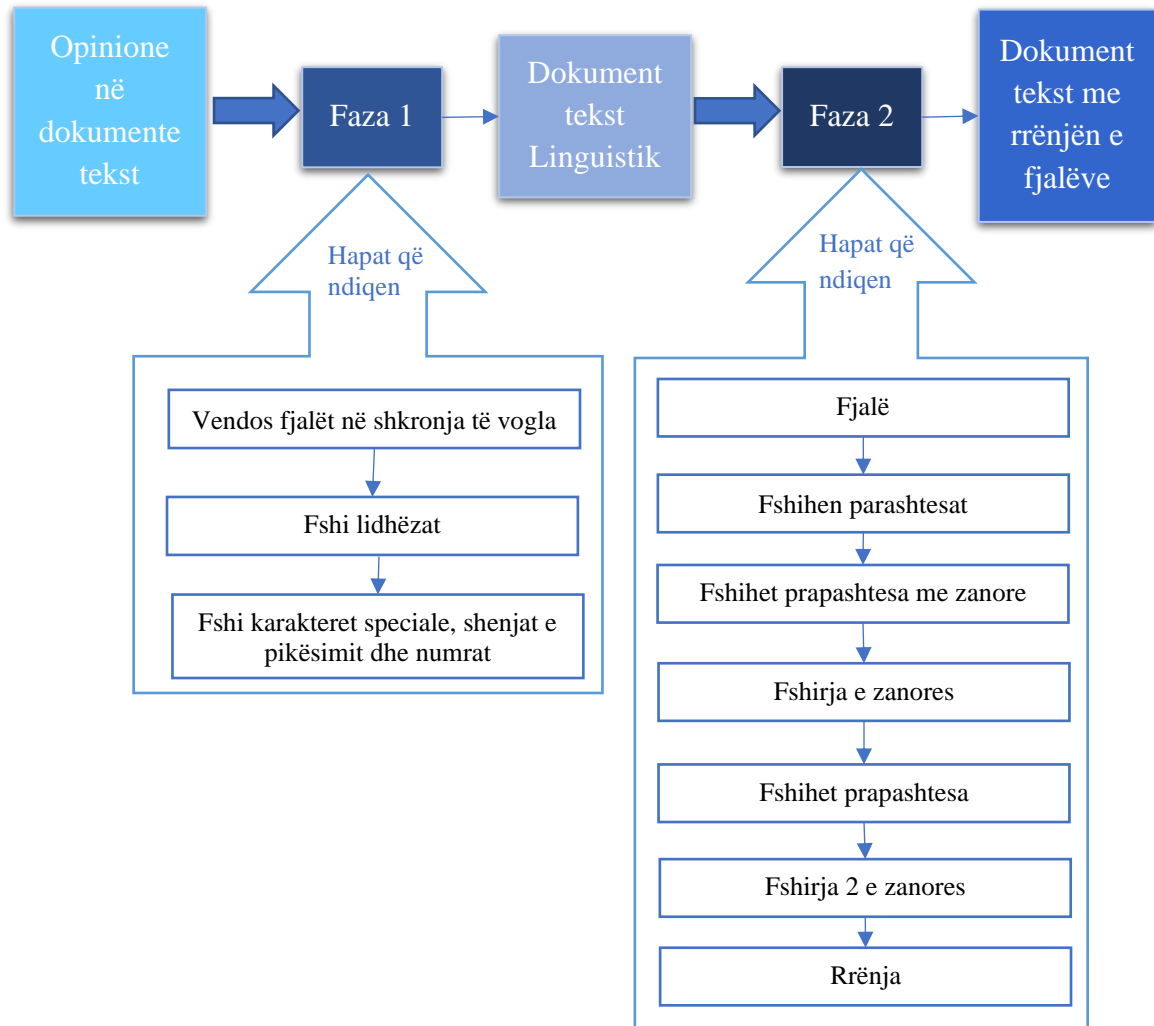 Opinione
në
dokumente
tekst
Faza 1
Dokument
tekst
Linguistik
Faza 2
Dokument
tekst me
rrënjën e
fjalëve
Hapat që
ndiqen
Vendos fjalët në shkronja të vogla
Fshi lidhëzat
Fshi karakteret speciale, shenjat e
pikësimit dhe numrat
Hapat që
ndiqen
Fjalë
Fshihen parashtesat
Fshihet prapashtesa me zanore
Fshirja e zanores
Fshihet prapashtesa
Fshirja 2 e zanores
Rrënja